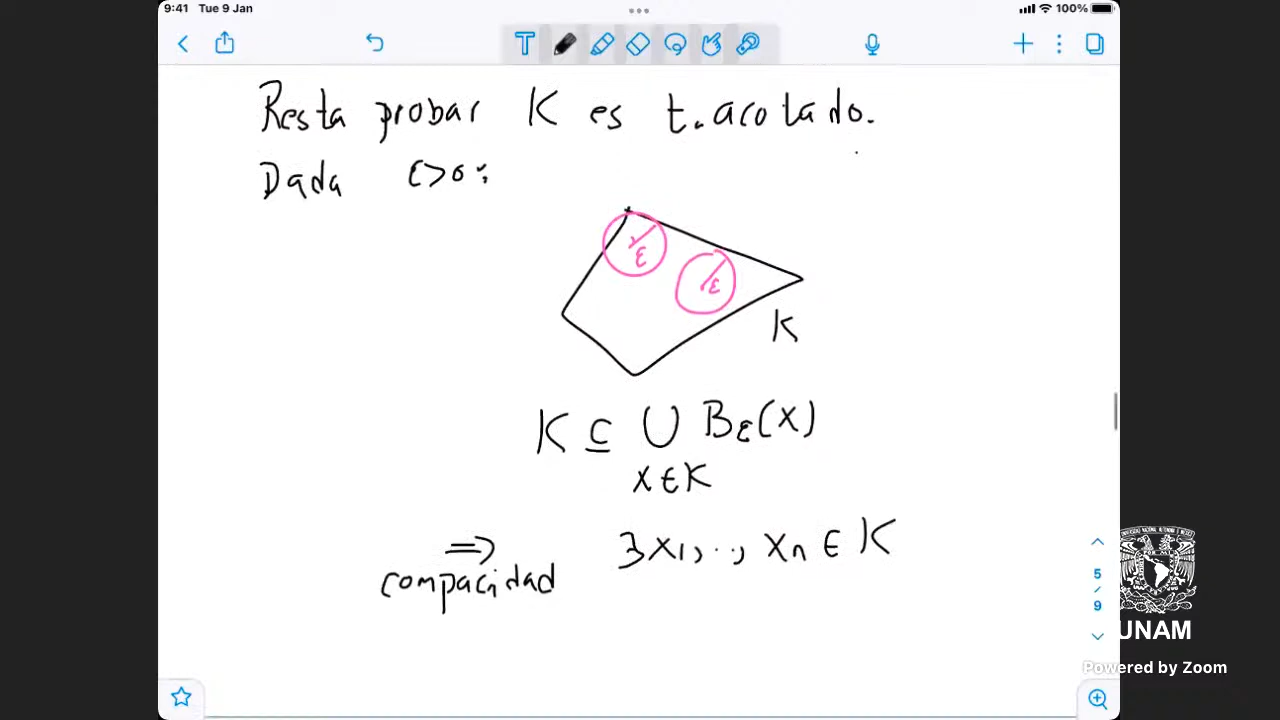 9:41 Tue 9 Jan
100%
Resta probar K es t.acotado.
Dada ε>0:
ε
ε
K
K ⊆ ∪ Bε(x)
x∈K
⇒ ∃x1,..,xn ∈ K
compacidad
5
9
UNAM
Powered by Zoom